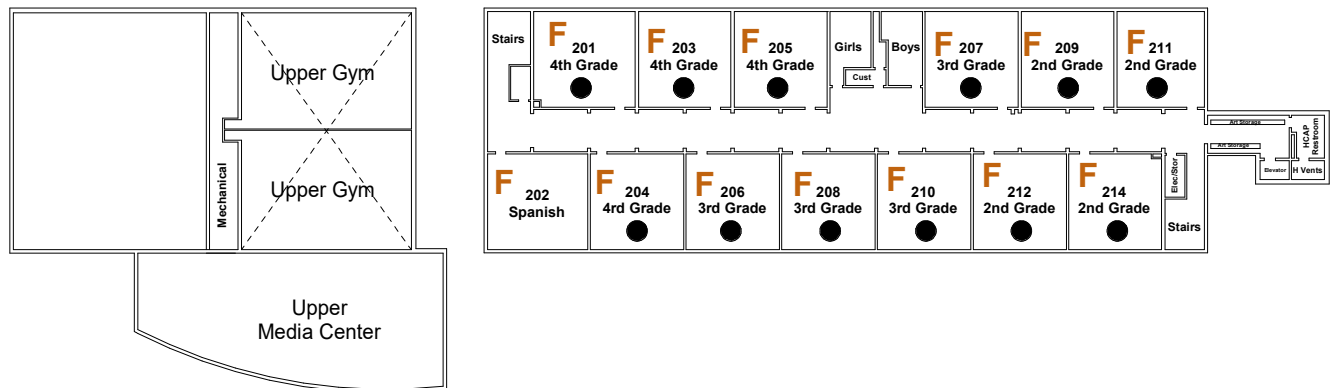 Upper Gym
Upper Gym
Mechanical
Upper
Media Center
Stairs
F
201
4th Grade
F
203
4th Grade
F
205
4th Grade
Girls
Cust
Boys
F
207
3rd Grade
F
209
2nd Grade
F
211
2nd Grade
Art Storage
Art Storage
HCAP
Restroom
Elevator
H Vents
F
202
Spanish
F
204
4rd Grade
F
206
3rd Grade
F
208
3rd Grade
F
210
3rd Grade
F
212
2nd Grade
F
214
2nd Grade
Elec/Stor
Stairs